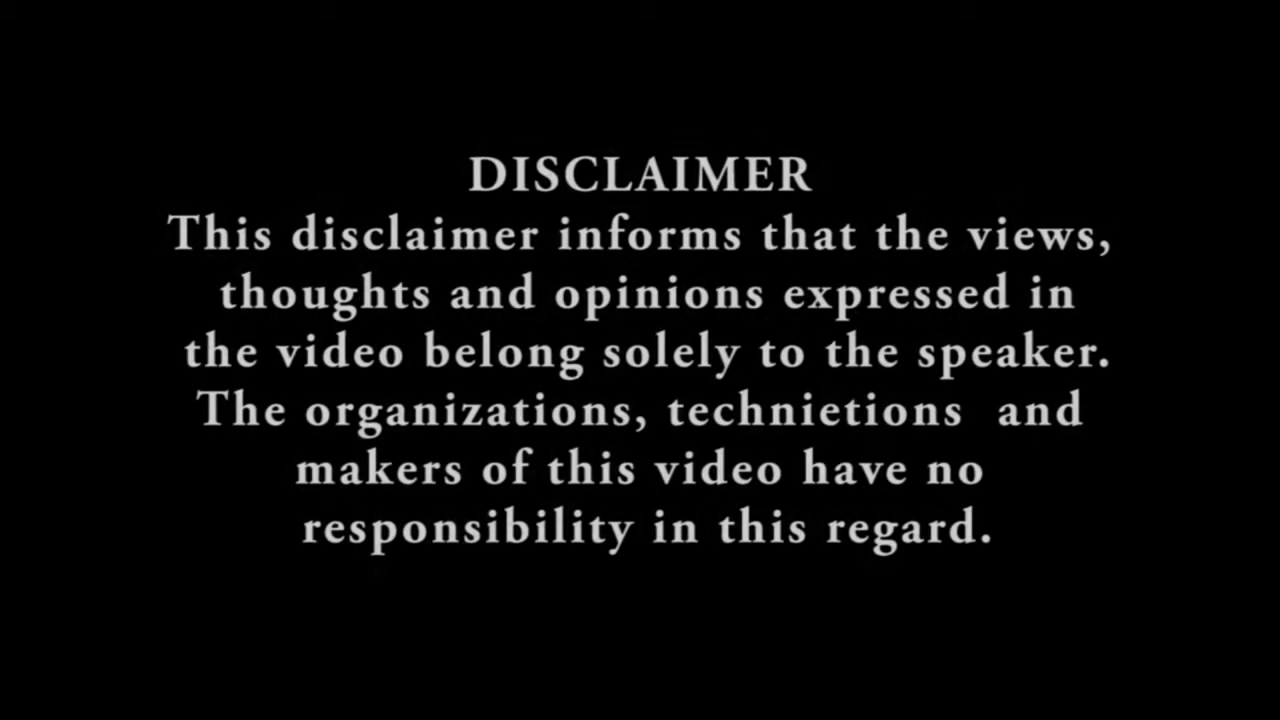 DISCLAIMER
This disclaimer informs that the views,
thoughts and opinions expressed in
the video belong solely to the speaker.
The organizations, technietions and
makers of this video have no
responsibility in this regard.